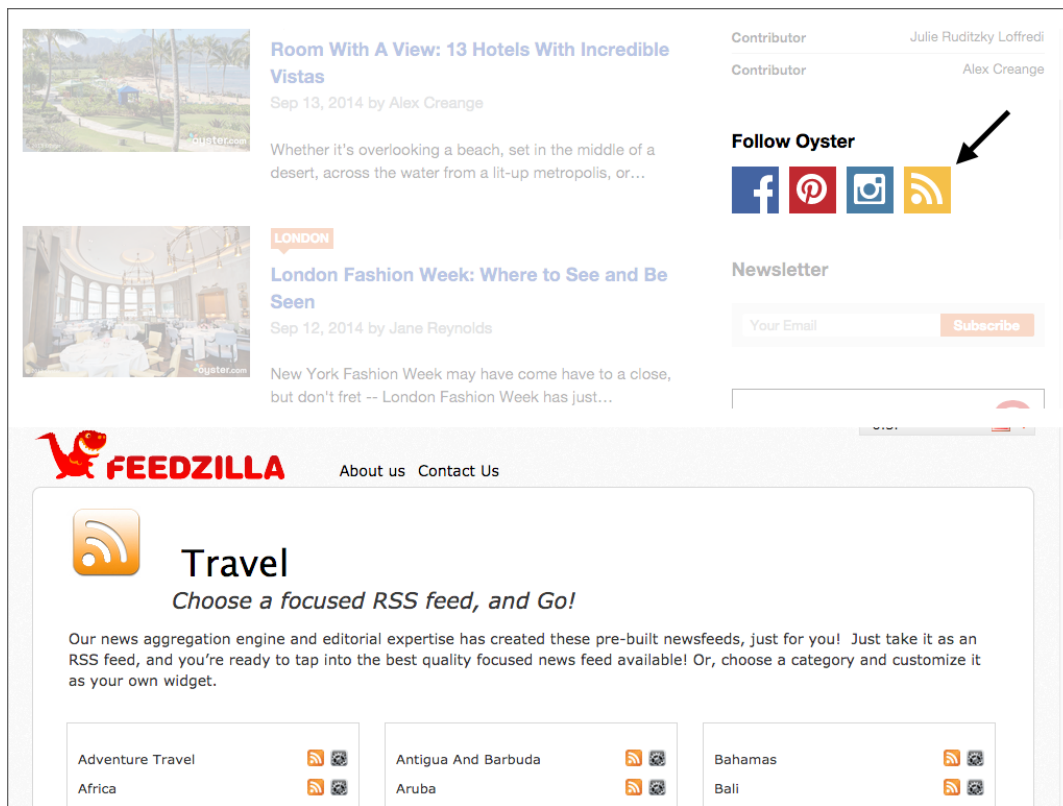 Room With A View: 13 Hotels With Incredible
Vistas
Sep 13, 2014 by Alex Creange
Whether it's overlooking a beach, set in the middle of a
desert, across the water from a lit-up metropolis, or…
oyster.com
LONDON
London Fashion Week: Where to See and Be
Seen
Sep 12, 2014 by Jane Reynolds
New York Fashion Week may have come have to a close,
but don't fret -- London Fashion Week has just…
oyster.com
Contributor Julie Ruditzky Loffredi
Contributor Alex Creange
Follow Oyster
Newsletter
Your Email Subscribe
FEEDZILLA
About us Contact Us
Travel
Choose a focused RSS feed, and Go!
Our news aggregation engine and editorial expertise has created these pre-built newsfeeds, just for you! Just take it as an
RSS feed, and you're ready to tap into the best quality focused news feed available! Or, choose a category and customize it
as your own widget.
Adventure Travel
Africa
Antigua And Barbuda
Aruba
Bahamas
Bali